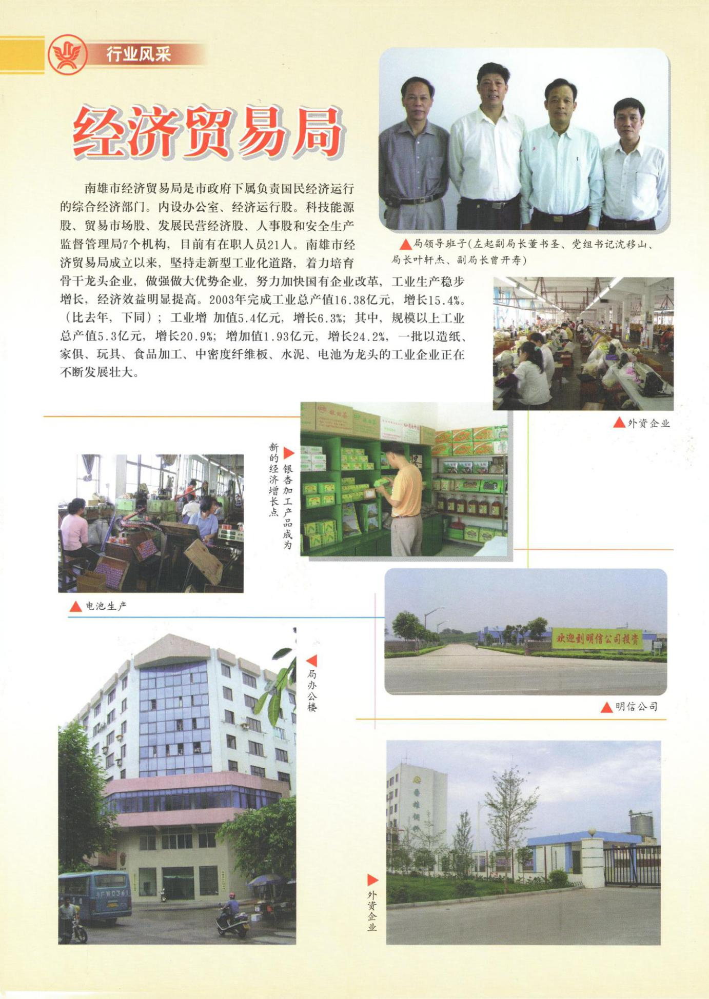 行业风采
经济贸易局
南雄市经济贸易局是市政府下属负责国民经济运行
的综合经济部门。内设办公室、经济运行股。科技能源
股、贸易市场股、发展民营经济股、人事股和安全生产
监督管理局7个机构，目前有在职人员21人。南雄市经
济贸易局成立以来，坚持走新型工业化道路，着力培育
骨干龙头企业，做强做大优势企业，努力加快国有企业改革，工业生产稳步
增长，经济效益明显提高。2003年完成工业总产值16.38亿元，增长15.4%。
（比去年，下同）；工业增 加值5.4亿元，增长6.3%；其中，规模以上工业
总产值5.3亿元，增长20.9%；增加值1.93亿元，增长24.2%，一批以造纸、
家俱、玩具、食品加工、中密度纤维板、水泥、电池为龙头的工业企业正在
不断发展壮大。
▲局领导班子(左起副局长董书圣、党组书记沈移山、
局长叶轩杰、副局长曾开寿)
▲外资企业
▶银杏加工产品成为
新的经济增长点
银杏茶
▲电池生产
欢迎到明信公司投资
▲明信公司
◀局办公楼
FW0361
▶外资企业